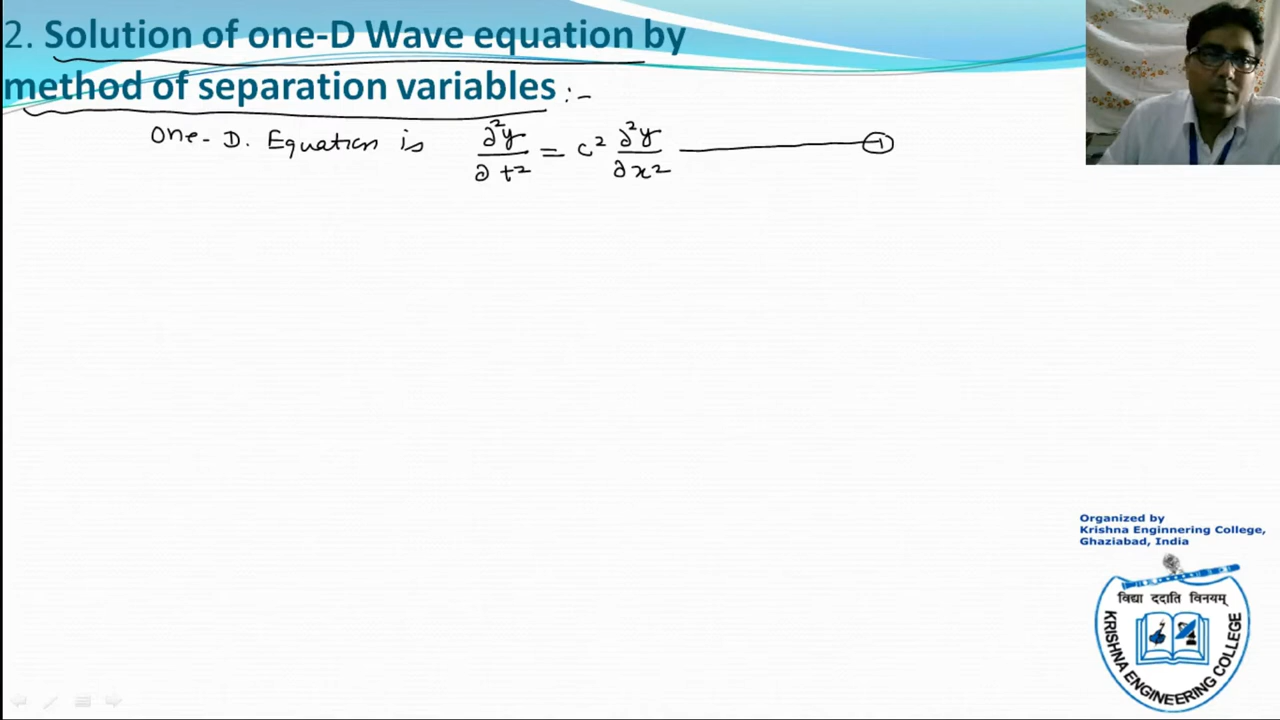 2. Solution of one-D Wave equation by
method of separation variables :-
One-D. Equation is ∂²y/∂t² = c² ∂²y/∂x² ——— ①
Organized by
Krishna Enginnering College,
Ghaziabad, India
विद्या ददाति विनयम्
KRISHNA ENGINEERING COLLEGE